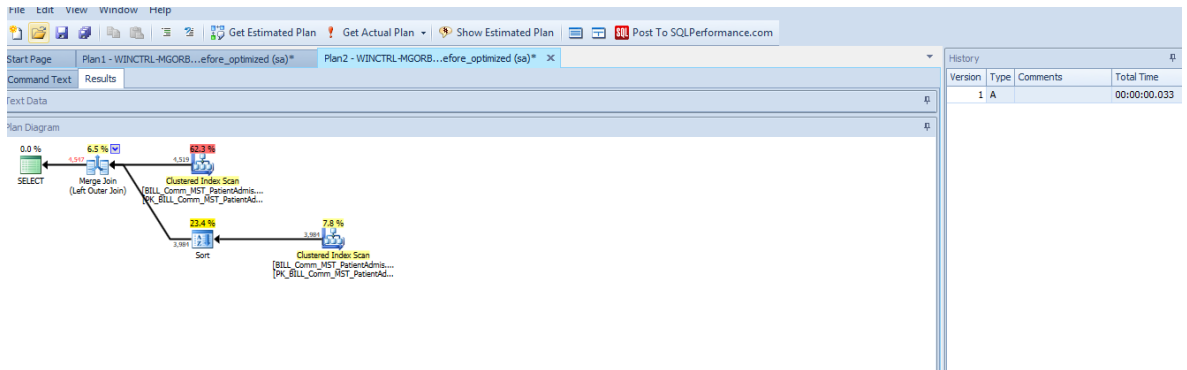 File Edit View Window Help
Get Estimated Plan Get Actual Plan Show Estimated Plan SQL Post To SQLPerformance.com
Start Page Plan1 - WINCTRL-MGORB...efore_optimized (sa)* Plan2 - WINCTRL-MGORB...efore_optimized (sa)* X
Command Text Results
Text Data
Plan Diagram
0.0 % 6.5 % 62.3 %
4,547 4,519
SELECT Merge Join Clustered Index Scan
(Left Outer Join) [BILL_Comm_MST_PatientAdmis....
[PK_BILL_Comm_MST_PatientAd...
23.4 % 7.8 %
3,984 3,984
Sort Clustered Index Scan
[BILL_Comm_MST_PatientAdmis....
[PK_BILL_Comm_MST_PatientAd...
History
Version Type Comments Total Time
1 A 00:00:00.033